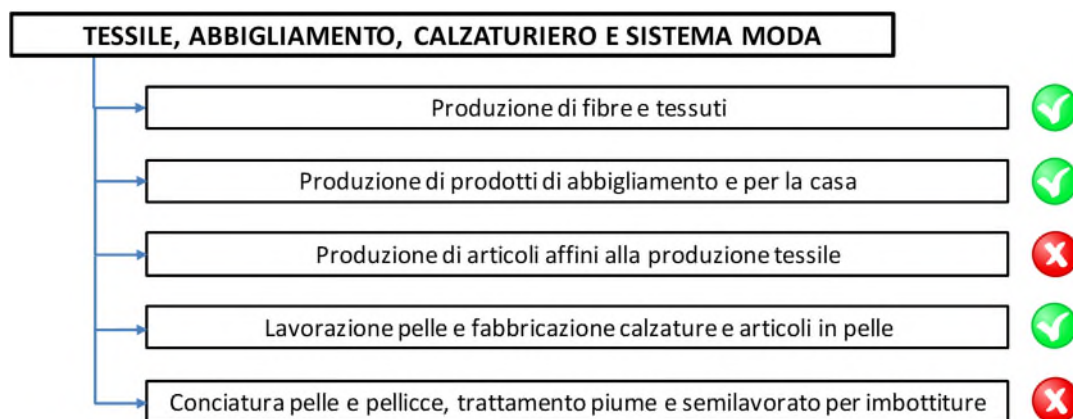 TESSILE, ABBIGLIAMENTO, CALZATURIERO E SISTEMA MODA
Produzione di fibre e tessuti
Produzione di prodotti di abbigliamento e per la casa
Produzione di articoli affini alla produzione tessile
Lavorazione pelle e fabbricazione calzature e articoli in pelle
Conciatura pelle e pellicce, trattamento piume e semilavorato per imbottiture